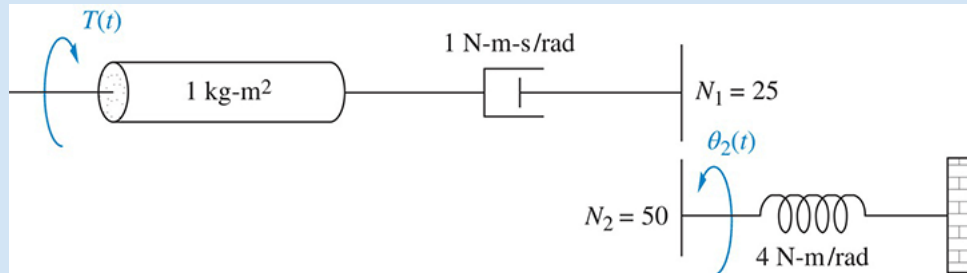 T(t)
1 N-m-s/rad
1 kg-m²
N₁ = 25
θ₂(t)
N₂ = 50
4 N-m/rad